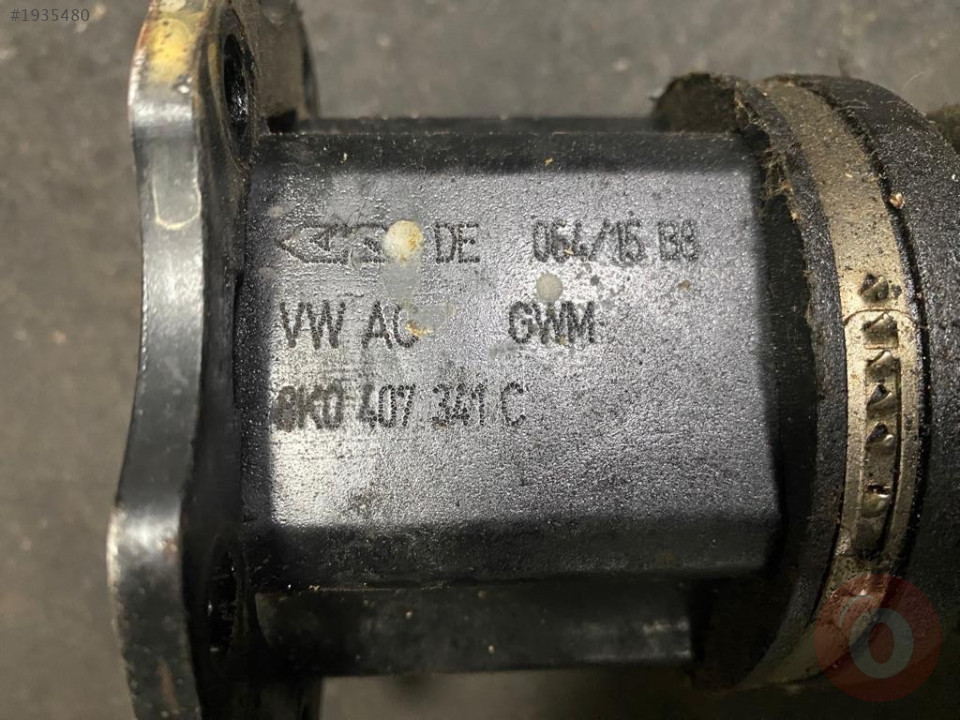 #1935480
DE 064/15 B8
VW AG GWM
8K0 407 341 C